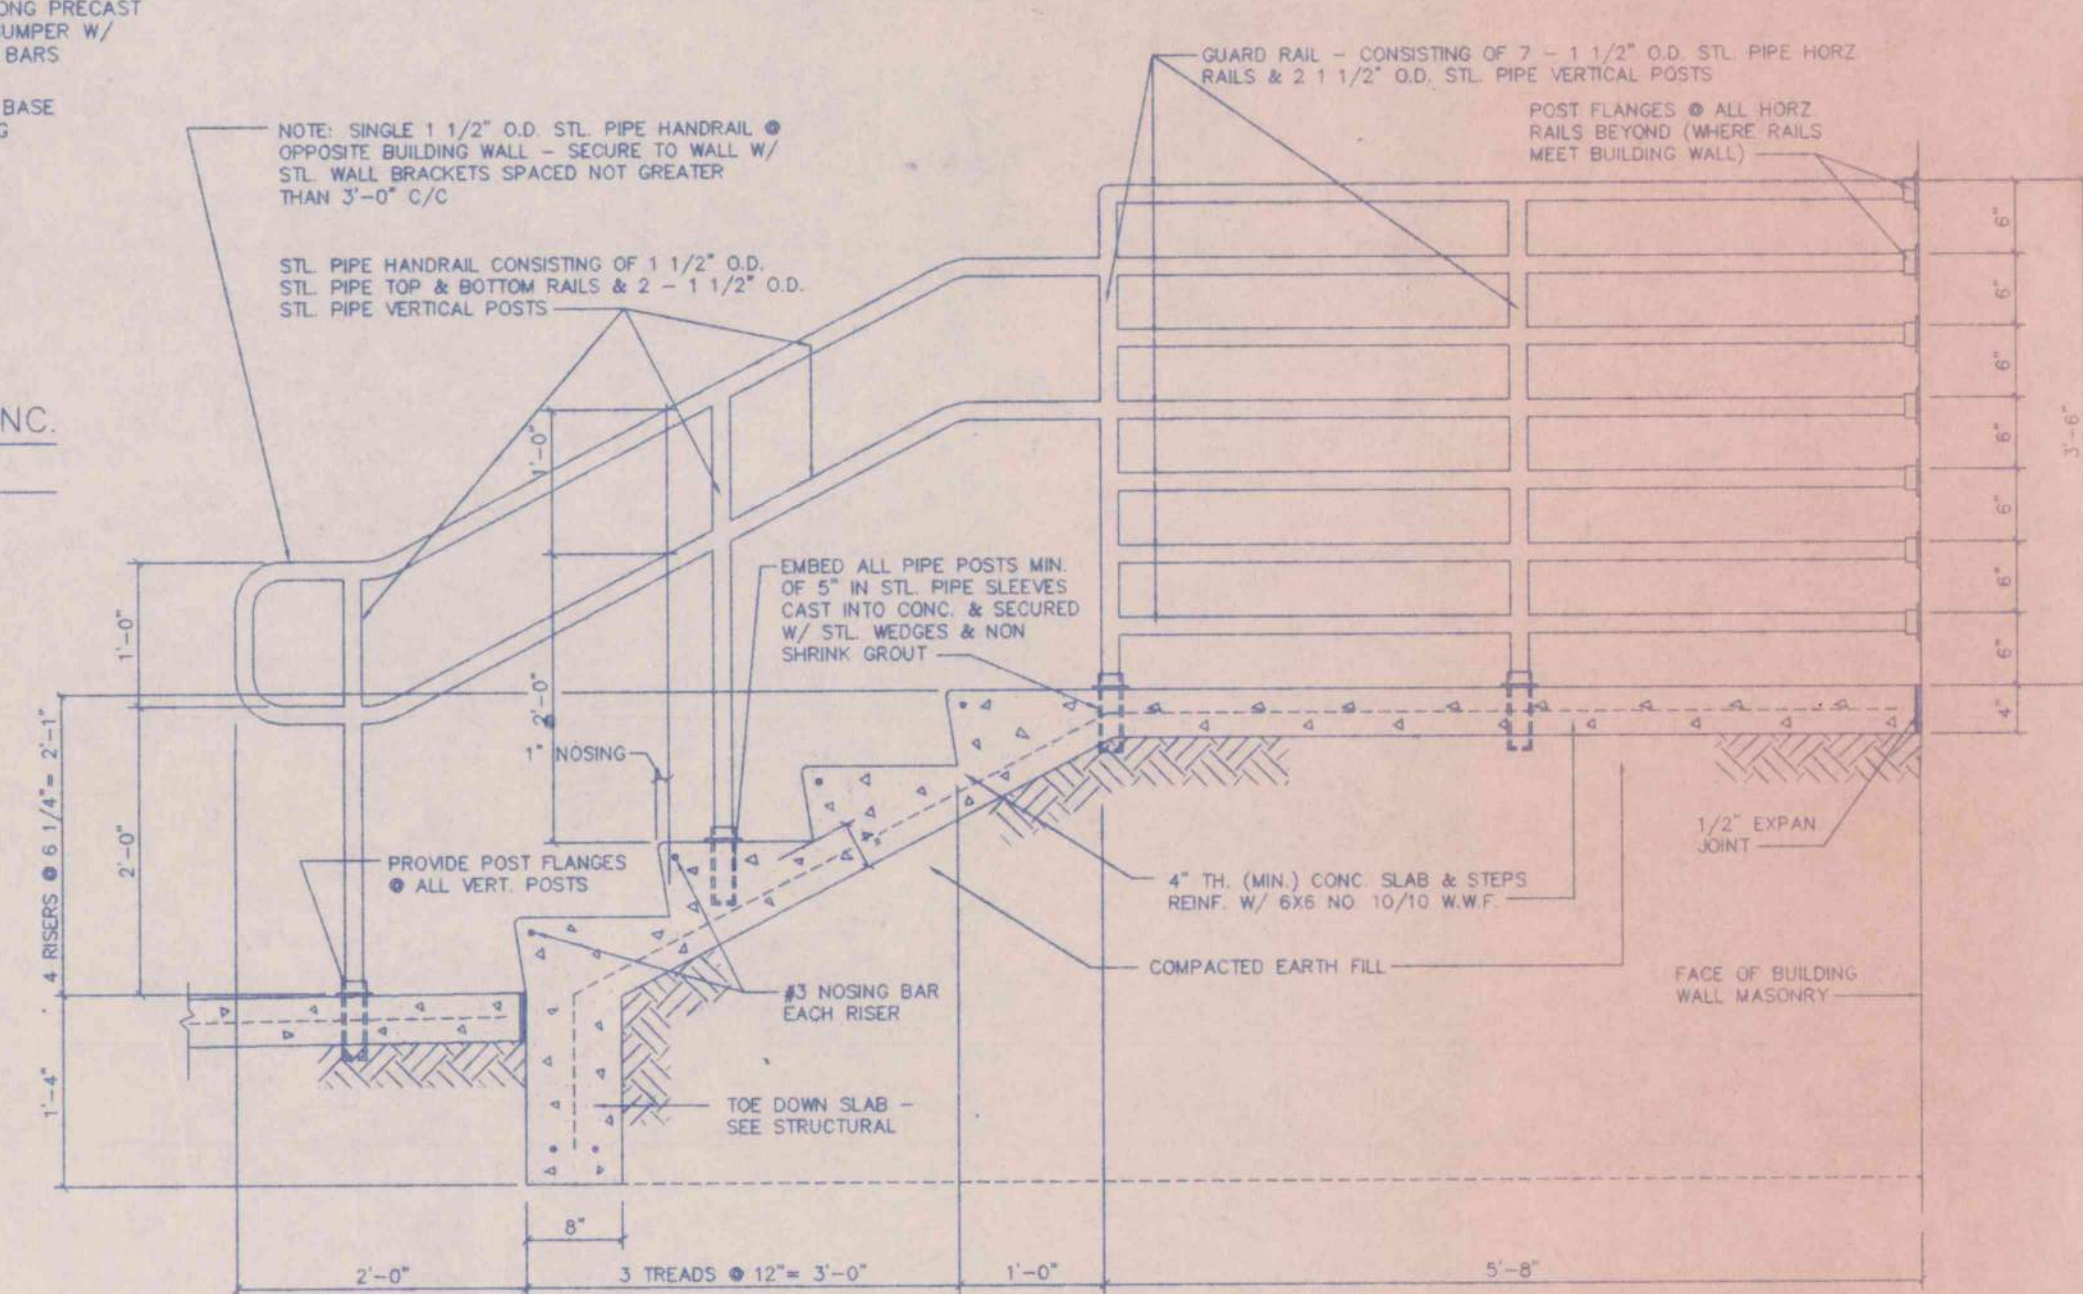 ONG PRECAST
UMPER W/
BARS
BASE
G
NC.
NOTE: SINGLE 1 1/2" O.D. STL. PIPE HANDRAIL @
OPPOSITE BUILDING WALL - SECURE TO WALL W/
STL. WALL BRACKETS SPACED NOT GREATER
THAN 3'-0" C/C
STL. PIPE HANDRAIL CONSISTING OF 1 1/2" O.D.
STL. PIPE TOP & BOTTOM RAILS & 2 - 1 1/2" O.D.
STL. PIPE VERTICAL POSTS
GUARD RAIL - CONSISTING OF 7 - 1 1/2" O.D. STL. PIPE HORZ
RAILS & 2 1 1/2" O.D. STL. PIPE VERTICAL POSTS
POST FLANGES @ ALL HORZ
RAILS BEYOND (WHERE RAILS
MEET BUILDING WALL)
6"
6"
6"
6"
6"
6"
6"
4"
3'-6"
1'-0"
2'-0"
1" NOSING
EMBED ALL PIPE POSTS MIN.
OF 5" IN STL. PIPE SLEEVES
CAST INTO CONC. & SECURED
W/ STL. WEDGES & NON
SHRINK GROUT
1'-0"
2'-0"
4 RISERS @ 6 1/4" = 2'-1"
1'-4"
PROVIDE POST FLANGES
@ ALL VERT. POSTS
#3 NOSING BAR
EACH RISER
TOE DOWN SLAB -
SEE STRUCTURAL
4" TH. (MIN.) CONC SLAB & STEPS
REINF. W/ 6X6 NO. 10/10 W.W.F.
COMPACTED EARTH FILL
1/2" EXPAN
JOINT
FACE OF BUILDING
WALL MASONRY
8"
2'-0"
3 TREADS @ 12"= 3'-0"
1'-0"
5'-8"